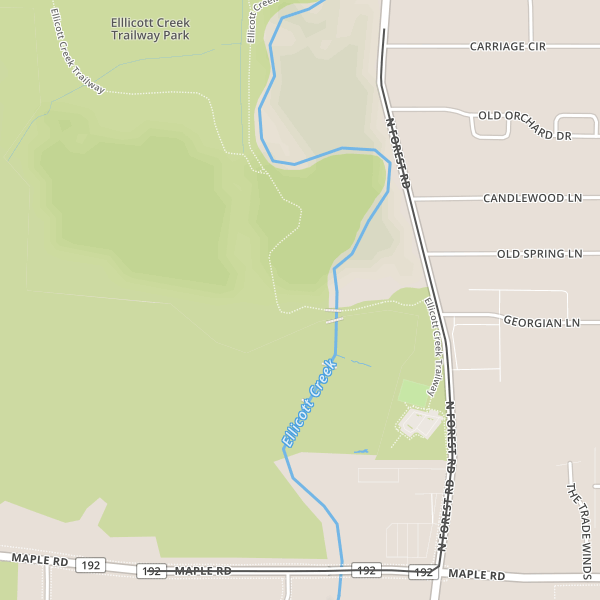 Elllicott Creek
Trailway Park
Ellicott Creek Trailway
Ellicott Creek
CARRIAGE CIR
OLD ORCHARD DR
N FOREST RD
CANDLEWOOD LN
OLD SPRING LN
GEORGIAN LN
Ellicott Creek Trailway
Ellicott Creek
N FOREST RD
N FOREST RD
THE TRADE WINDS
MAPLE RD
192
192
MAPLE RD
192
192
MAPLE RD